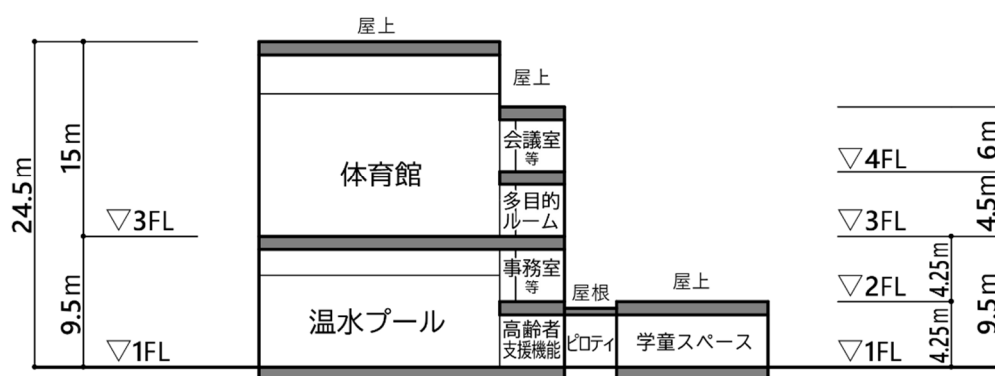 屋上
屋上
24.5m
15m
9.5m
▽3FL
▽1FL
体育館
温水プール
会議室
等
多目的
ルーム
事務室
等
高齢者
支援機能
屋根
ピロティ
屋上
学童スペース
▽4FL
▽3FL
▽2FL
▽1FL
6m
4.5m
4.25m
4.25m
9.5m